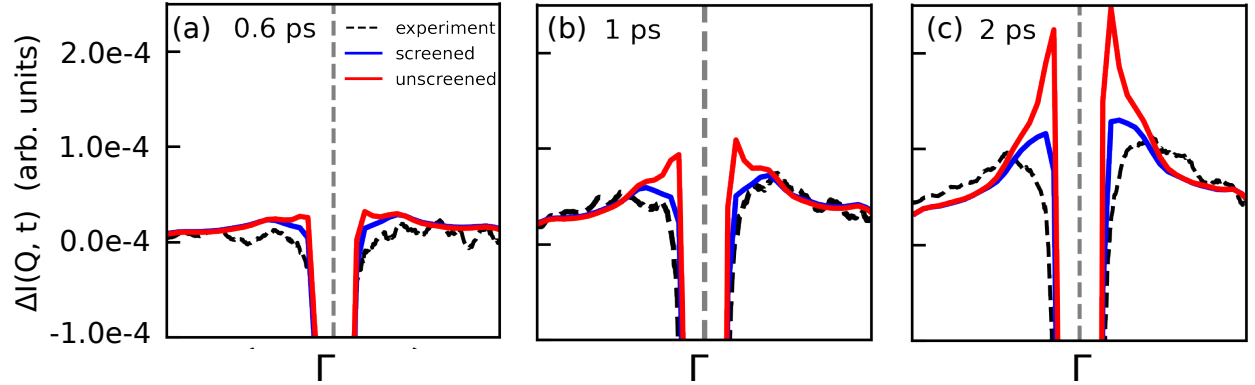 (a) 0.6 ps
experiment
screened
unscreened
(b) 1 ps
(c) 2 ps
ΔI(Q, t) (arb. units)
2.0e-4
1.0e-4
0.0e-4
-1.0e-4
Γ
Γ
Γ